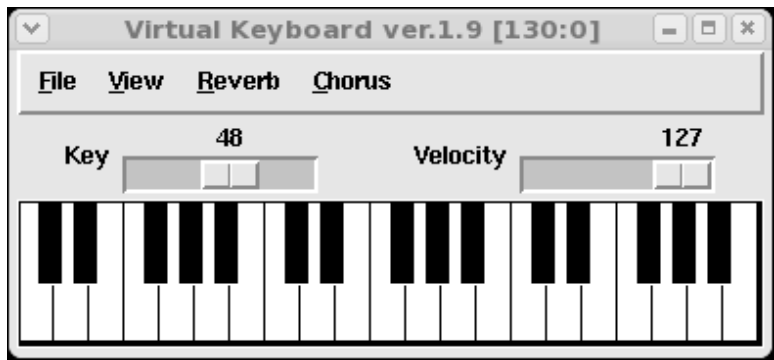 Virtual Keyboard ver.1.9 [130:0]
File View Reverb Chorus
48 127
Key Velocity